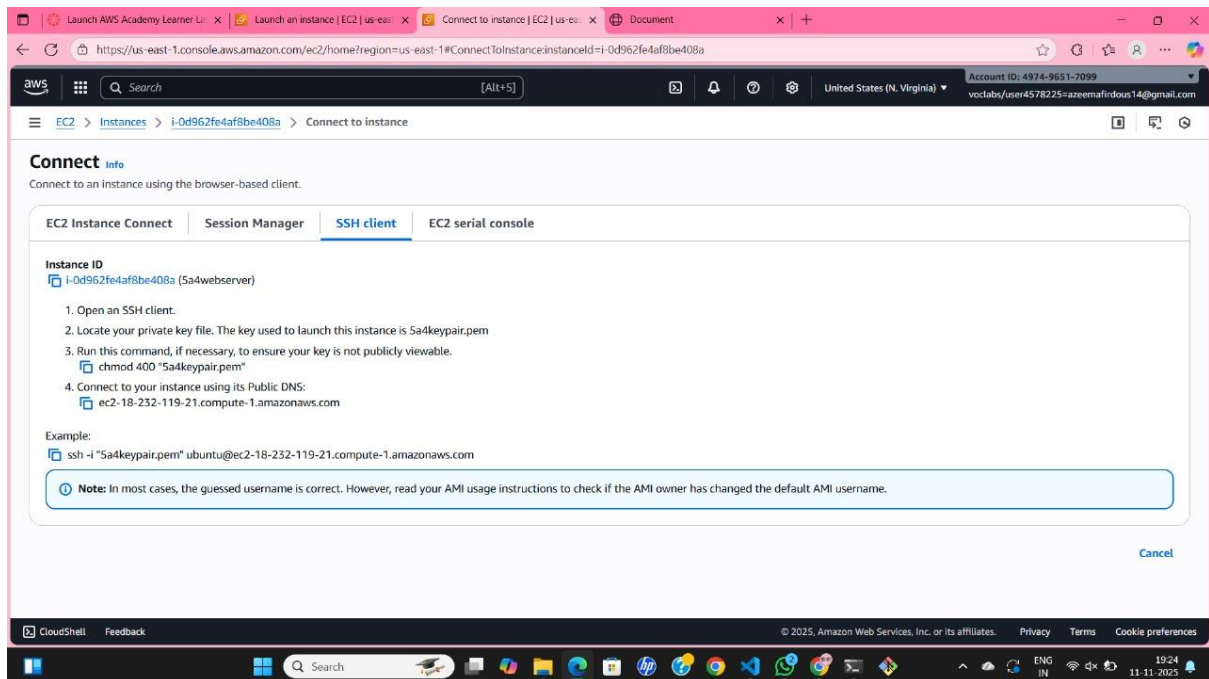 Launch AWS Academy Learner La
Launch an instance | EC2 | us-east
Connect to instance | EC2 | us-eas
Document
https://us-east-1.console.aws.amazon.com/ec2/home?region=us-east-1#ConnectToInstance:instanceId=i-0d962fe4af8be408a
aws
Search
[Alt+S]
United States (N. Virginia)
Account ID: 4974-9651-7099
voclabs/user4578225=azeemafirdous14@gmail.com
EC2 > Instances > i-0d962fe4af8be408a > Connect to instance
Connect Info
Connect to an instance using the browser-based client.
EC2 Instance Connect
Session Manager
SSH client
EC2 serial console
Instance ID
i-0d962fe4af8be408a (5a4webserver)
1. Open an SSH client.
2. Locate your private key file. The key used to launch this instance is 5a4keypair.pem
3. Run this command, if necessary, to ensure your key is not publicly viewable.
chmod 400 "5a4keypair.pem"
4. Connect to your instance using its Public DNS:
ec2-18-232-119-21.compute-1.amazonaws.com
Example:
ssh -i "5a4keypair.pem" ubuntu@ec2-18-232-119-21.compute-1.amazonaws.com
Note: In most cases, the guessed username is correct. However, read your AMI usage instructions to check if the AMI owner has changed the default AMI username.
Cancel
CloudShell
Feedback
© 2025, Amazon Web Services, Inc. or its affiliates.
Privacy
Terms
Cookie preferences
Search
hp
ENG
IN
19:24
11-11-2025